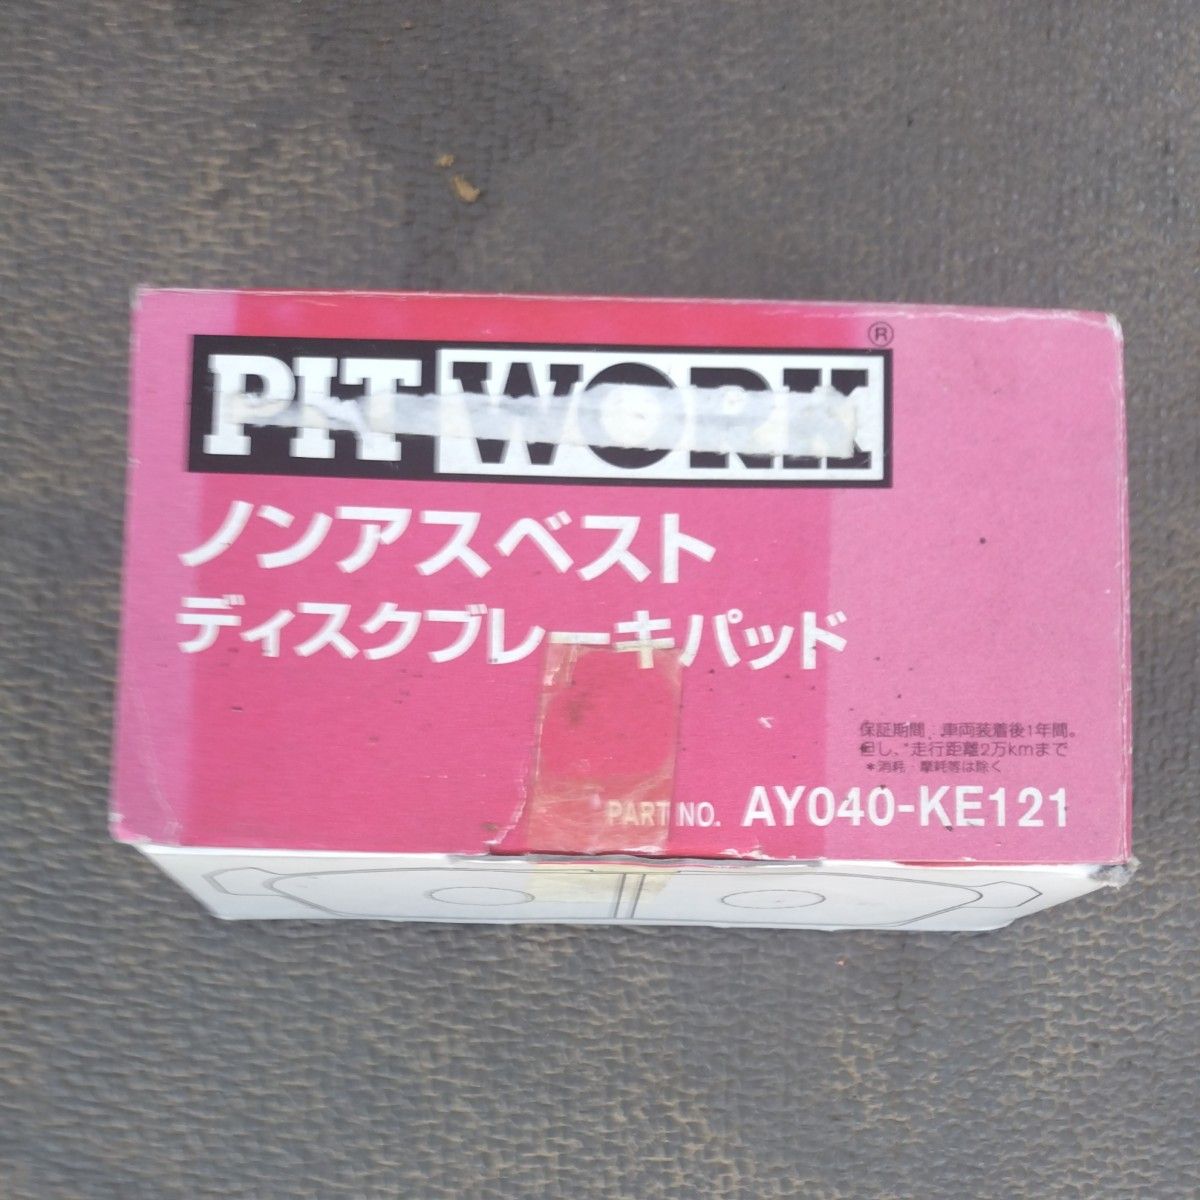 PIT WORK®
ノンアスベスト
ディスクブレーキパッド
保証期間:車両装着後1年間。
但し、*走行距離2万kmまで
*消耗・摩耗等は除く
PART NO. AY040-KE121